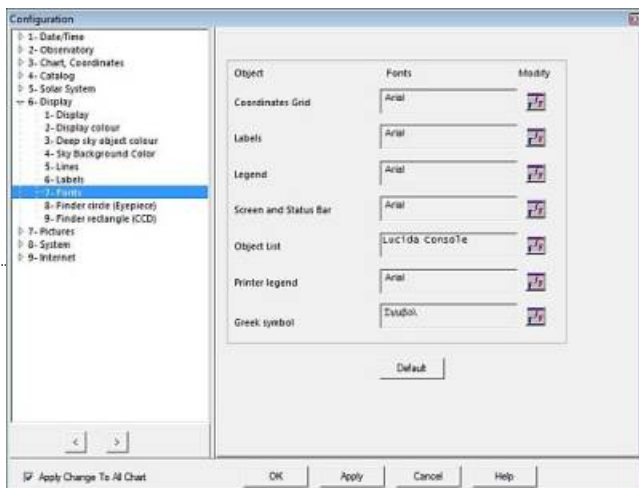 Configuration
1- Date/Time
2- Observatory
3- Chart, Coordinates
4- Catalog
5- Solar System
6- Display
1- Display
2- Display colour
3- Deep sky object colour
4- Sky Background Color
5- Lines
6- Labels
7- Fonts
8- Finder circle (Eyepiece)
9- Finder rectangle (CCD)
7- Pictures
8- System
9- Internet
< >
Object Fonts Modify
Coordinates Grid Arial
Labels Arial
Legend Arial
Screen and Status Bar Arial
Object List Lucida Console
Printer legend Arial
Greek symbol Σψμβολ
Default
Apply Change To All Chart OK Apply Cancel Help